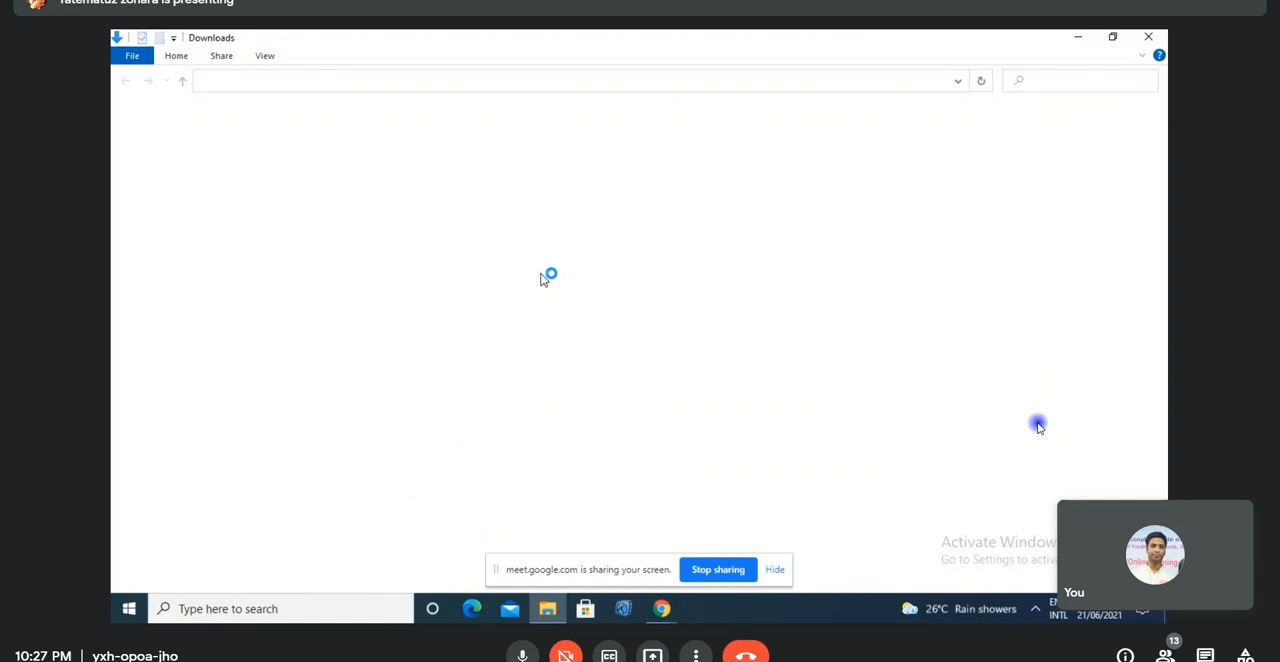 zohara is presenting
Downloads
File Home Share View
Activate Window
Go to Settings to activ
meet.google.com is sharing your screen. Stop sharing Hide
You
Type here to search
26°C Rain showers
INTL 21/06/2021
13
10:27 PM | yxh-opoa-jho